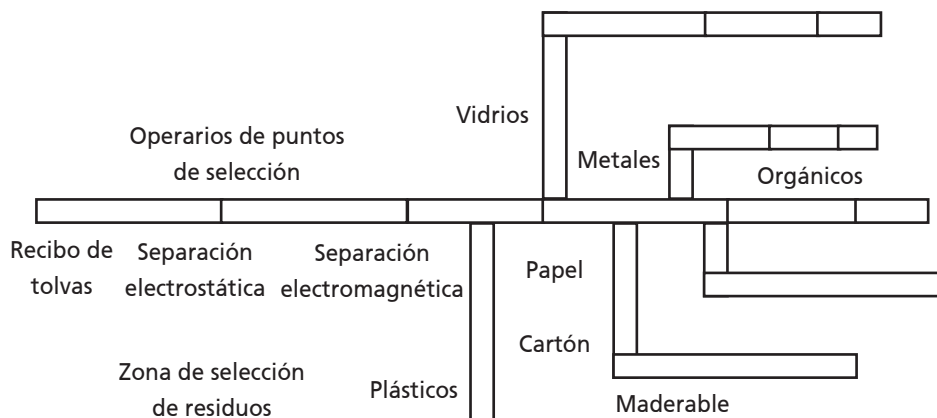 Vidrios
Operarios de puntos
de selección
Metales
Orgánicos
Recibo de
tolvas
Separación
electrostática
Separación
electromagnética
Papel
Cartón
Zona de selección
de residuos
Plásticos
Maderable